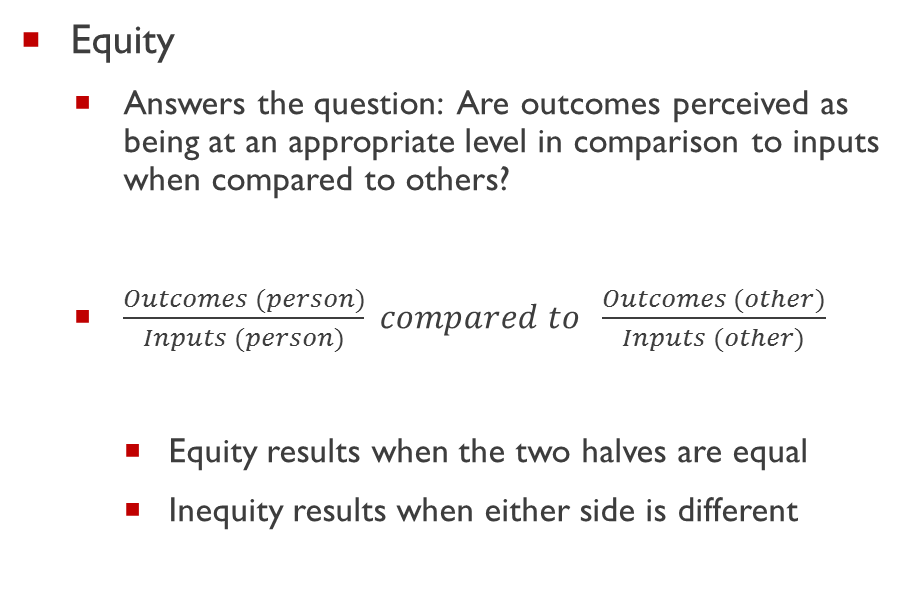 Equity
Answers the question: Are outcomes perceived as
being at an appropriate level in comparison to inputs
when compared to others?
Outcomes (person) / Inputs (person) compared to Outcomes (other) / Inputs (other)
Equity results when the two halves are equal
Inequity results when either side is different